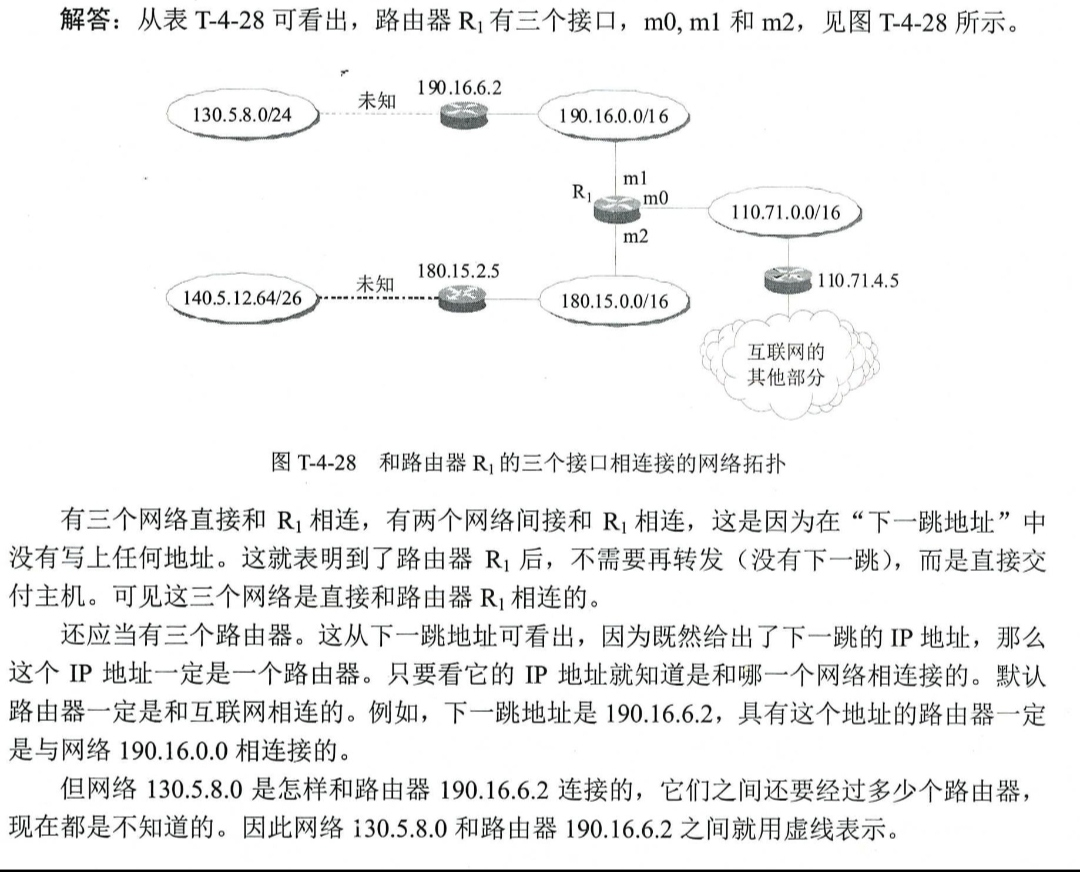 解答：从表 T-4-28 可看出，路由器 R₁ 有三个接口，m0, m1 和 m2，见图 T-4-28 所示。
190.16.6.2
未知
130.5.8.0/24
190.16.0.0/16
m1
R₁
m0
110.71.0.0/16
m2
180.15.2.5
未知
110.71.4.5
140.5.12.64/26
180.15.0.0/16
互联网的
其他部分
图 T-4-28 和路由器 R₁ 的三个接口相连接的网络拓扑
有三个网络直接和 R₁ 相连，有两个网络间接和 R₁ 相连，这是因为在“下一跳地址”中
没有写上任何地址。这就表明到了路由器 R₁ 后，不需要再转发（没有下一跳），而是直接交
付主机。可见这三个网络是直接和路由器 R₁ 相连的。
还应当有三个路由器。这从下一跳地址可看出，因为既然给出了下一跳的 IP 地址，那么
这个 IP 地址一定是一个路由器。只要看它的 IP 地址就知道是和哪一个网络相连接的。默认
路由器一定是和互联网相连的。例如，下一跳地址是 190.16.6.2，具有这个地址的路由器一定
是与网络 190.16.0.0 相连接的。
但网络 130.5.8.0 是怎样和路由器 190.16.6.2 连接的，它们之间还要经过多少个路由器，
现在都是不知道的。因此网络 130.5.8.0 和路由器 190.16.6.2 之间就用虚线表示。